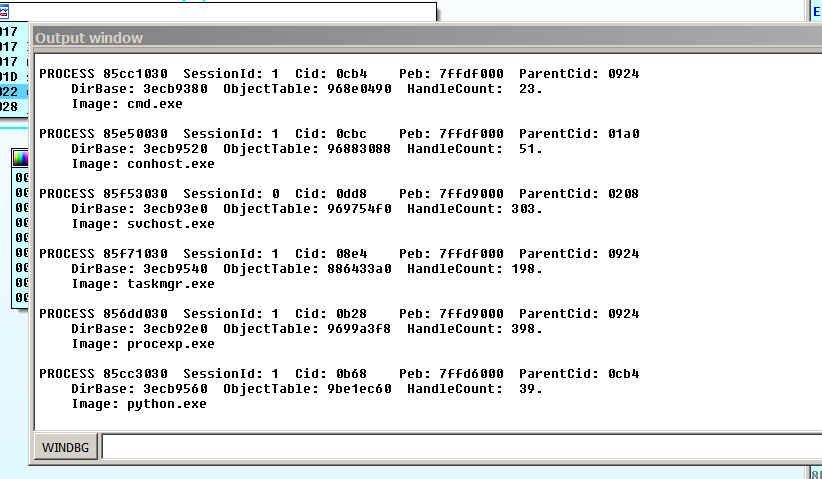 E
017
017
017
01D
022
028
Output window
PROCESS 85cc1030  SessionId: 1  Cid: 0cb4    Peb: 7ffdf000  ParentCid: 0924
    DirBase: 3ecb9380  ObjectTable: 968e0490  HandleCount:  23.
    Image: cmd.exe
PROCESS 85e50030  SessionId: 1  Cid: 0cbc    Peb: 7ffdf000  ParentCid: 01a0
    DirBase: 3ecb9520  ObjectTable: 96883088  HandleCount:  51.
    Image: conhost.exe
PROCESS 85f53030  SessionId: 0  Cid: 0dd8    Peb: 7ffd9000  ParentCid: 0208
    DirBase: 3ecb93e0  ObjectTable: 969754f0  HandleCount: 303.
    Image: svchost.exe
PROCESS 85f71030  SessionId: 1  Cid: 08e4    Peb: 7ffdf000  ParentCid: 0924
    DirBase: 3ecb9540  ObjectTable: 886433a0  HandleCount: 198.
    Image: taskmgr.exe
PROCESS 856dd030  SessionId: 1  Cid: 0b28    Peb: 7ffd9000  ParentCid: 0924
    DirBase: 3ecb92e0  ObjectTable: 9699a3f8  HandleCount: 398.
    Image: procexp.exe
PROCESS 85cc3030  SessionId: 1  Cid: 0b68    Peb: 7ffd6000  ParentCid: 0cb4
    DirBase: 3ecb9560  ObjectTable: 9be1ec60  HandleCount:  39.
    Image: python.exe
WINDBG